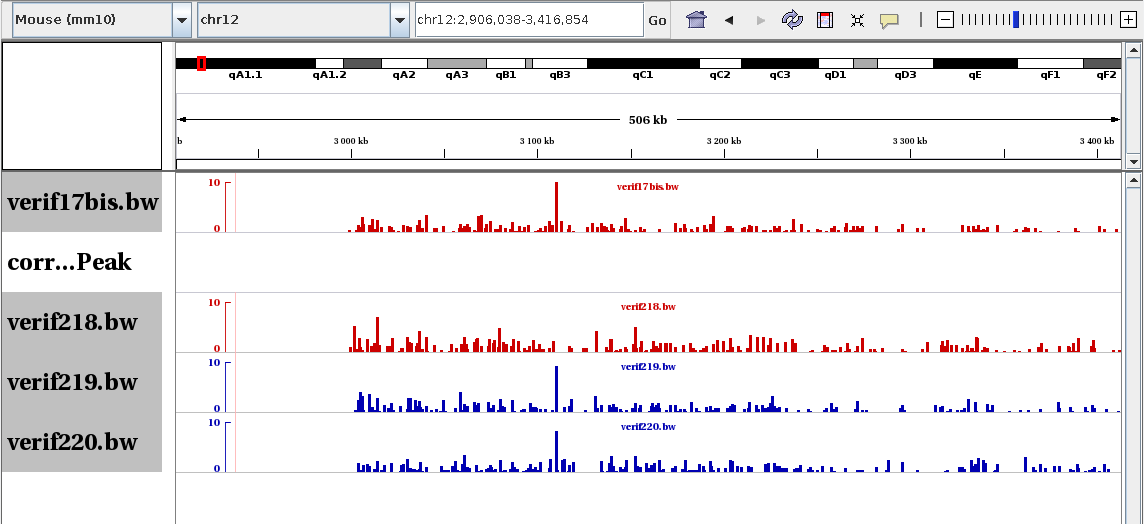 Mouse (mm10) chr12 chr12:2,906,038-3,416,854 Go
qA1.1 qA1.2 qA2 qA3 qB1 qB3 qC1 qC2 qC3 qD1 qD3 qE qF1 qF2
506 kb
b 3 000 kb 3 100 kb 3 200 kb 3 300 kb 3 400 kb
10 verif17bis.bw
verif17bis.bw
0
corr...Peak
10 verif218.bw
verif218.bw
0
10 verif219.bw
verif219.bw
0
10 verif220.bw
verif220.bw
0